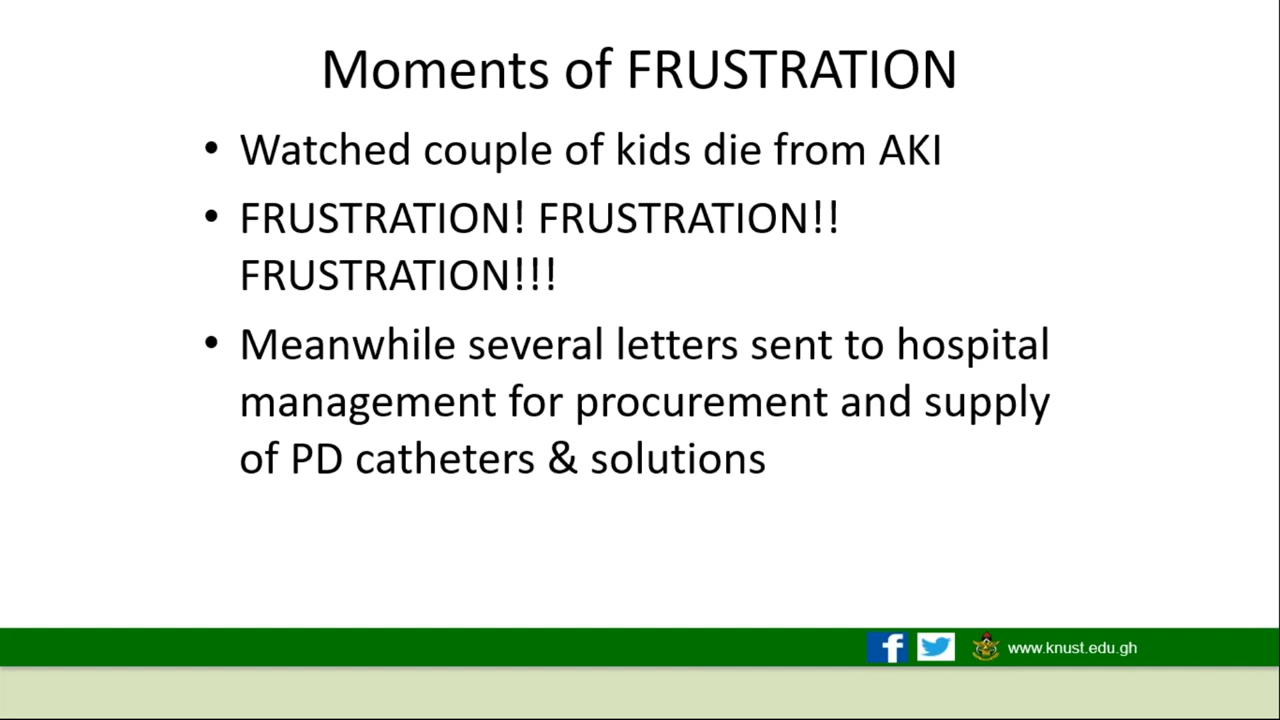 Moments of FRUSTRATION
• Watched couple of kids die from AKI
• FRUSTRATION! FRUSTRATION!!
FRUSTRATION!!!
• Meanwhile several letters sent to hospital
management for procurement and supply
of PD catheters & solutions
www.knust.edu.gh